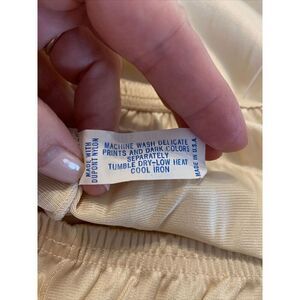 MADE WITH
DUPONT NYLON
MACHINE WASH DELICATE
PRINTS AND DARK COLORS
SEPARATELY
TUMBLE DRY-LOW HEAT
COOL IRON
MADE IN U.S.A.